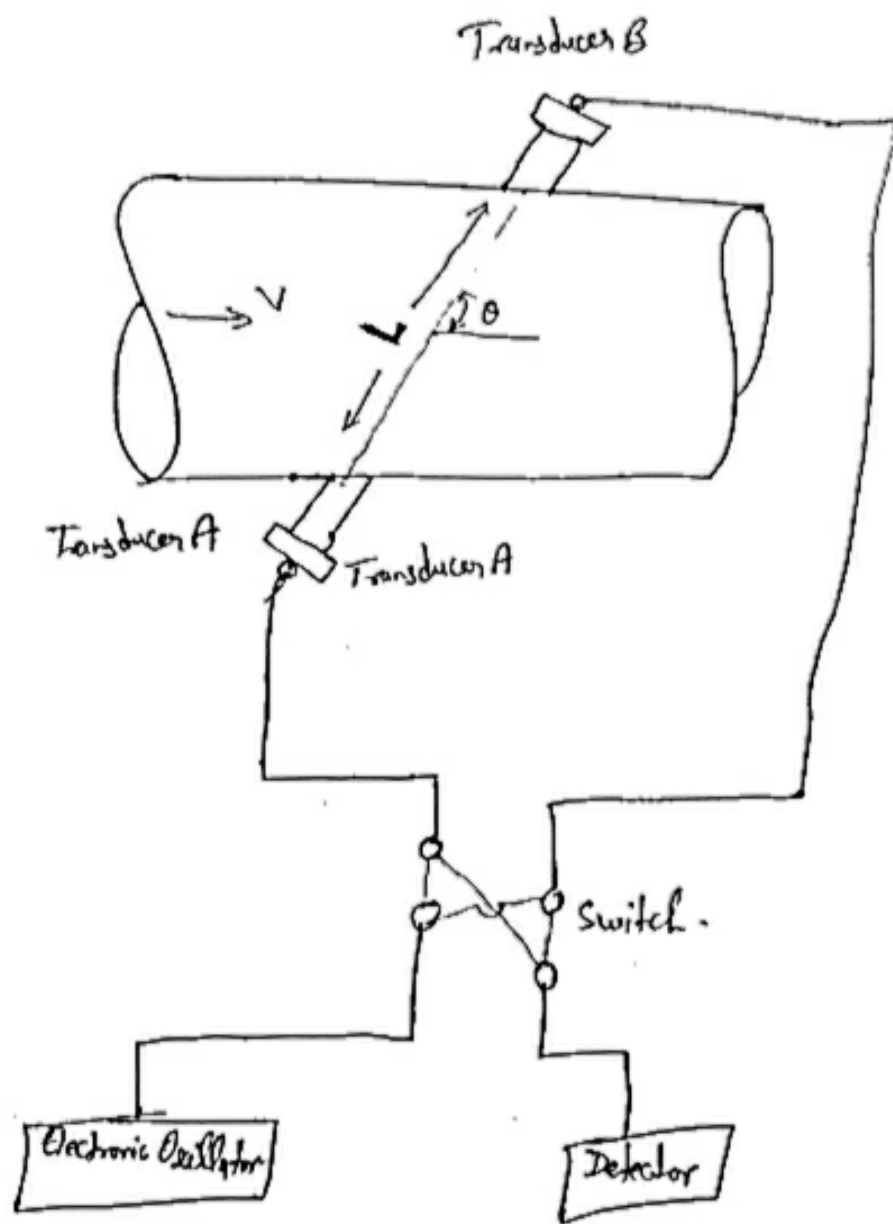 Transducer B
V
L
θ
Transducer A
Transducer A
Switch.
Electronic Oscillator
Detector